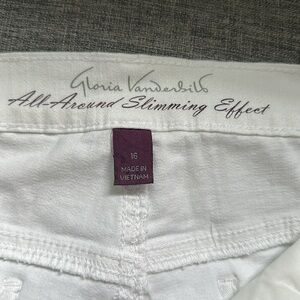 Gloria Vanderbilt
All-Around Slimming Effect
16
MADE IN
VIETNAM